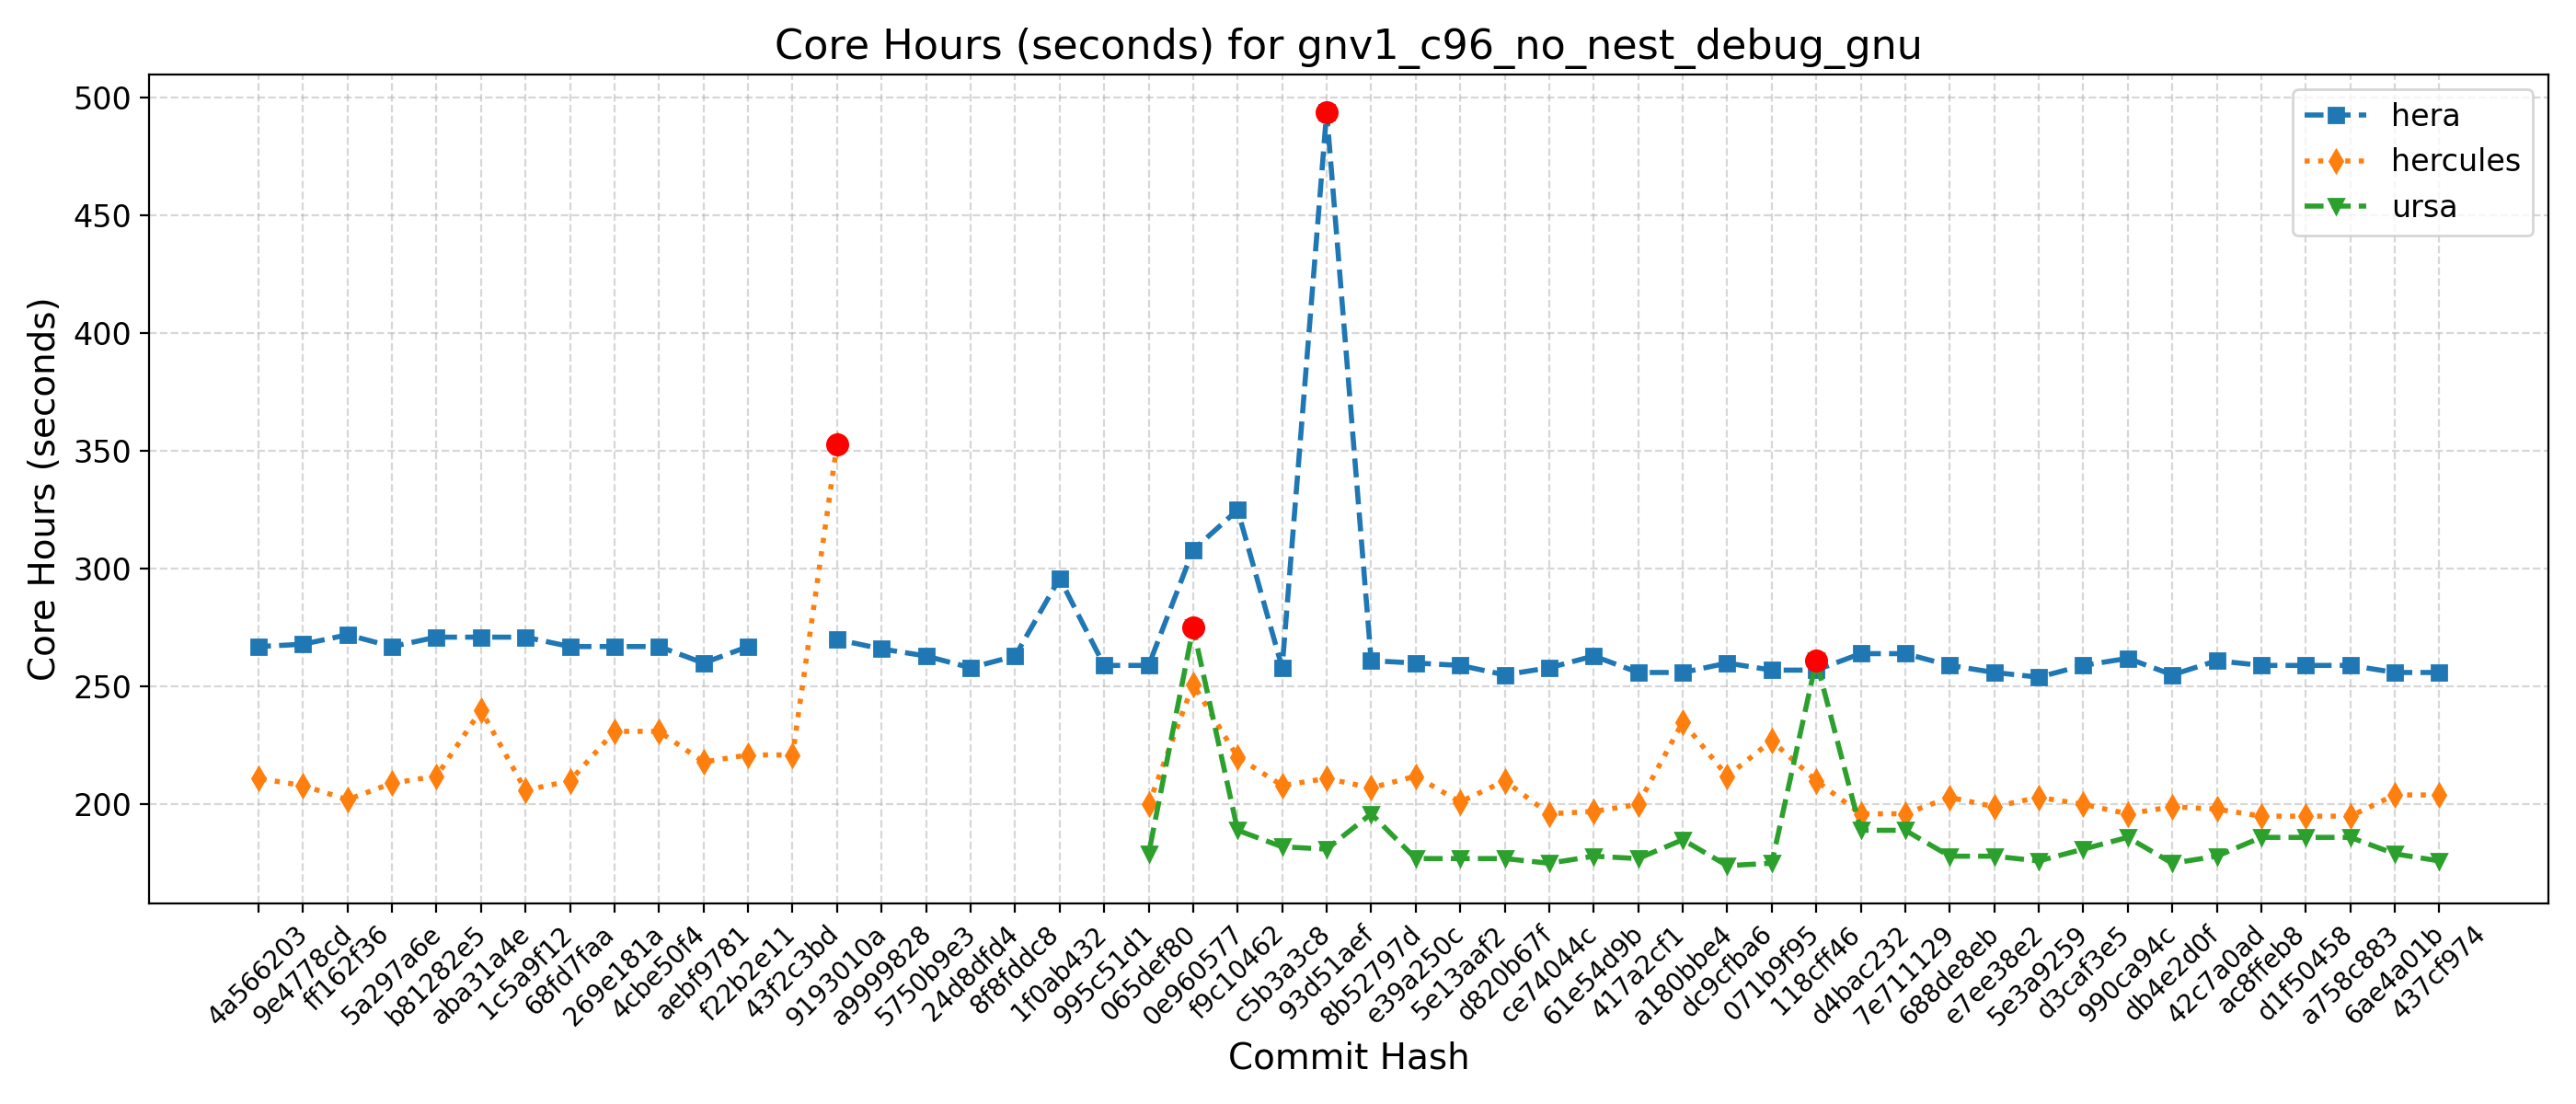 Core Hours (seconds) for gnv1_c96_no_nest_debug_gnu
Core Hours (seconds)
500
450
400
350
300
250
200
hera
hercules
ursa
4a566203
9e4778cd
ff162f36
5a297a6e
b81282e5
aba31a4e
1c5a9f12
68fd7faa
269e181a
4cbe50f4
aebf9781
f22b2e11
43f2c3bd
9193010a
a9999828
5750b9e3
24d8dfd4
8f8fddc8
1f0ab432
995c51d1
065def80
0e960577
f9c10462
c5b3a3c8
93d51aef
8b52797d
e39a250c
5e13aaf2
d820b67f
ce74044c
61e54d9b
417a2cf1
a180bbe4
dc9cfba6
071b9f95
118cff46
d4bac232
7e711129
688de8eb
e7ee38e2
5e3a9259
d3caf3e5
990ca94c
db4e2d0f
42c7a0ad
ac8ffeb8
d1f50458
a758c883
6ae4a01b
437cf974
Commit Hash